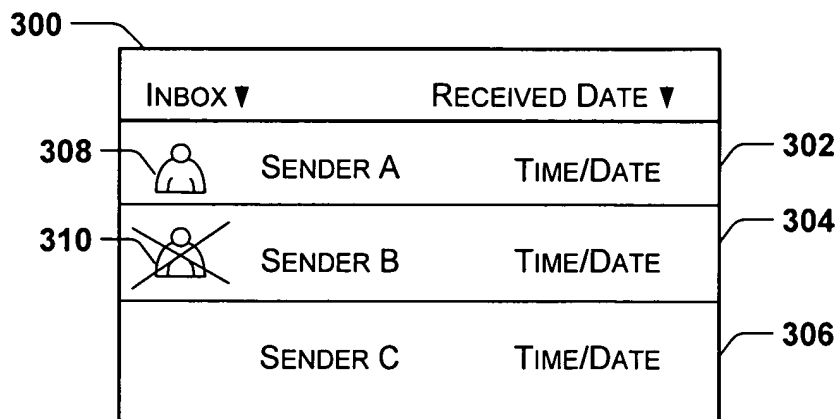 300
INBOX ▼ RECEIVED DATE ▼
308 SENDER A TIME/DATE 302
310 SENDER B TIME/DATE 304
SENDER C TIME/DATE 306